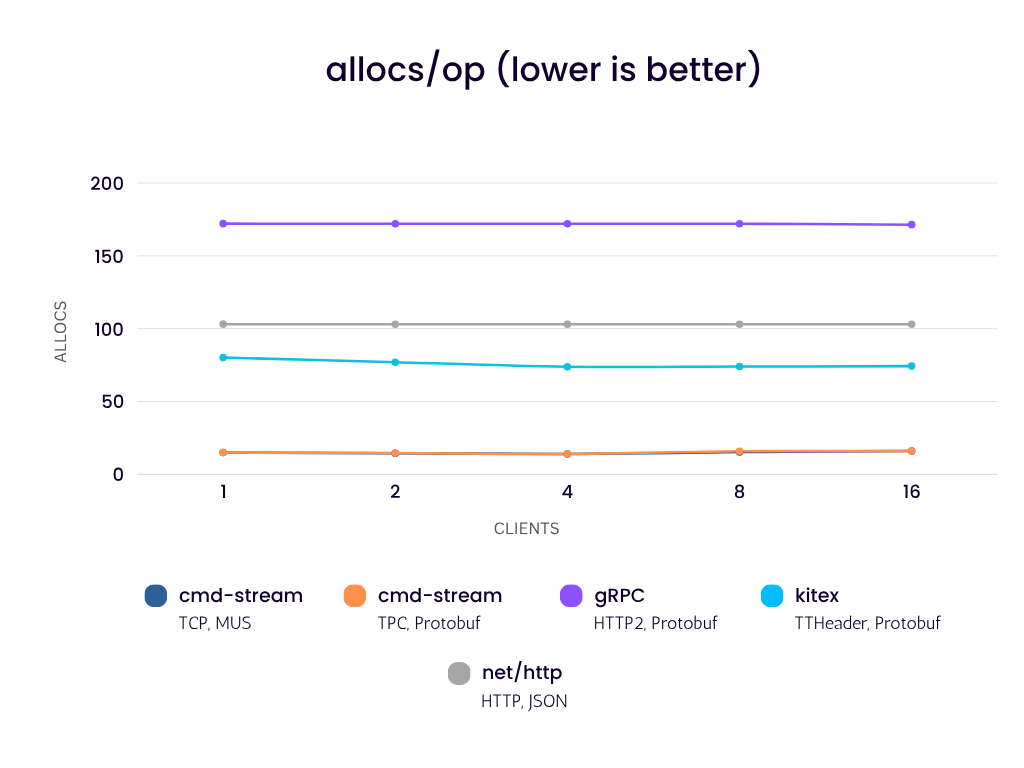 allocs/op (lower is better)
200
150
100
50
0
ALLOCS
1 2 4 8 16
CLIENTS
cmd-stream cmd-stream gRPC kitex
TCP, MUS TPC, Protobuf HTTP2, Protobuf TTHeader, Protobuf
net/http
HTTP, JSON